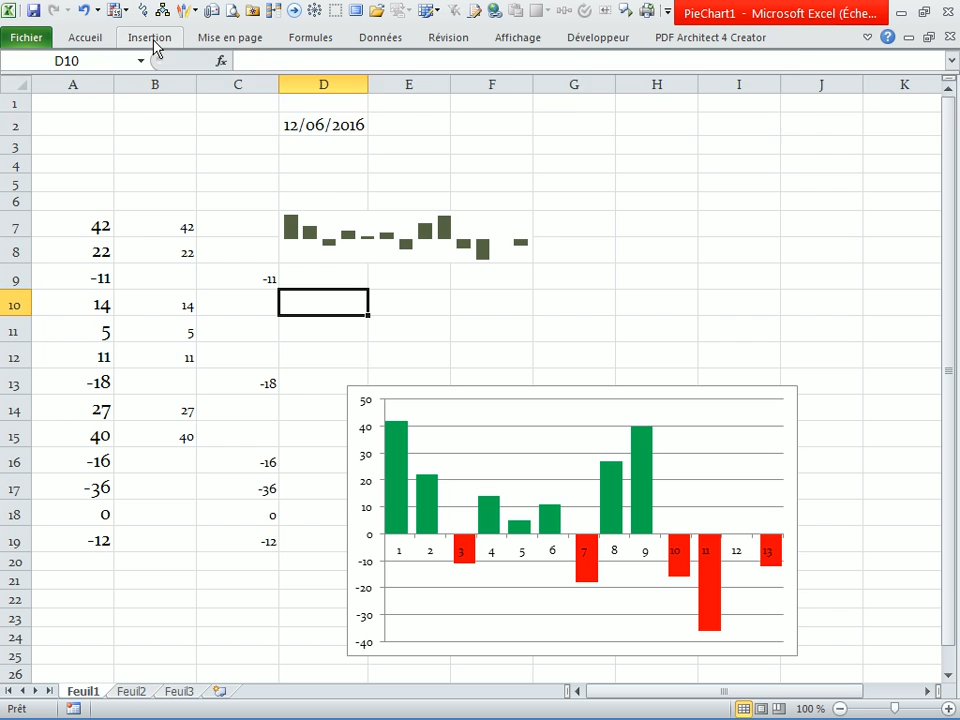 PieChart1 - Microsoft Excel (Éche...
Fichier Accueil Insertion Mise en page Formules Données Révision Affichage Développeur PDF Architect 4 Creator
D10 fx
A B C D E F G H I J K
1
2 12/06/2016
3
4
5
6
7 42 42
8 22 22
9 -11 -11
10 14 14
11 5 5
12 11 11
13 -18 -18
14 27 27
15 40 40
16 -16 -16
17 -36 -36
18 0 0
19 -12 -12
20
21
22
23
24
25
26
50
40
30
20
10
0
1 2 3 4 5 6 7 8 9 10 11 12 13
-10
-20
-30
-40
Feuil1 Feuil2 Feuil3
Prêt 100 %